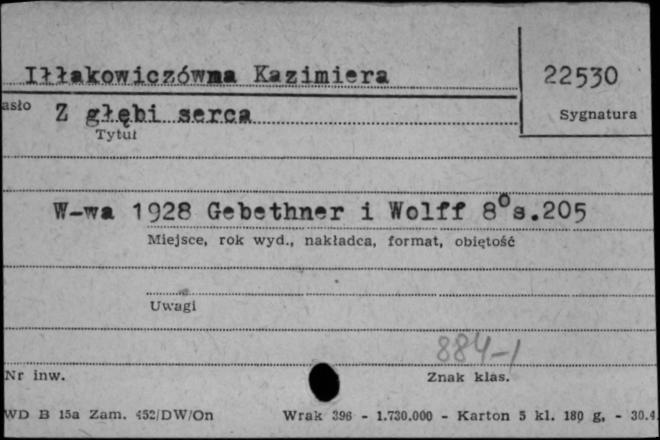 Iłłakowiczówna Kazimiera 22530
asło Z głębi serca Sygnatura
Tytuł
W-wa 1928 Gebethner i Wolff 8° s.205
Miejsce, rok wyd., nakładca, format, obiętość
Uwagi
884-1
Nr inw. Znak klas.
WD B 15a Zam. 452/DW/On Wrak 396 - 1.730.000 - Karton 5 kl. 180 g, - 30.4.